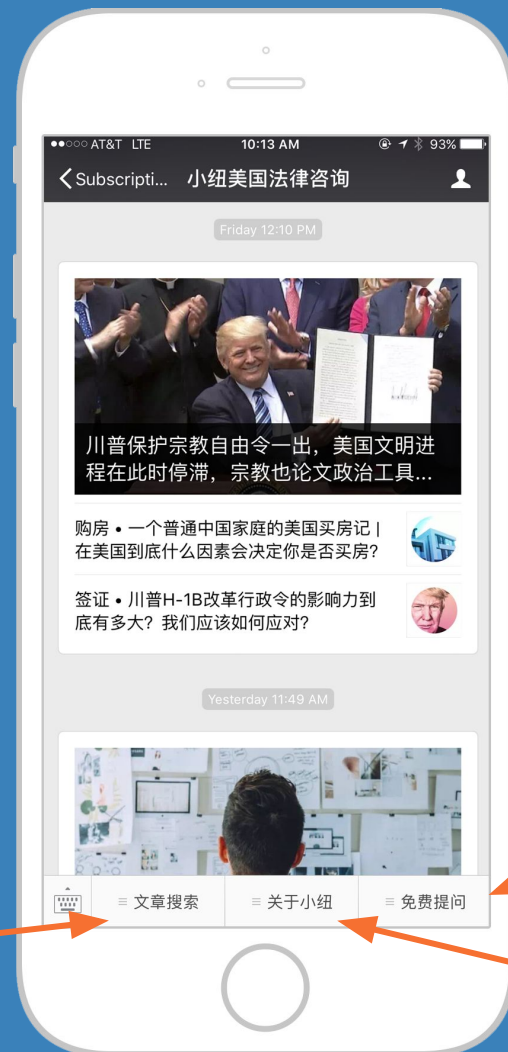 ●●○○○ AT&T LTE 10:13 AM 93%
Subscripti... 小纽美国法律咨询
Friday 12:10 PM
川普保护宗教自由令一出，美国文明进
程在此时停滞，宗教也论文政治工具...
购房 • 一个普通中国家庭的美国买房记 |
在美国到底什么因素会决定你是否买房?
签证 • 川普H-1B改革行政令的影响力到
底有多大? 我们应该如何应对?
Yesterday 11:49 AM
文章搜索 关于小纽 免费提问